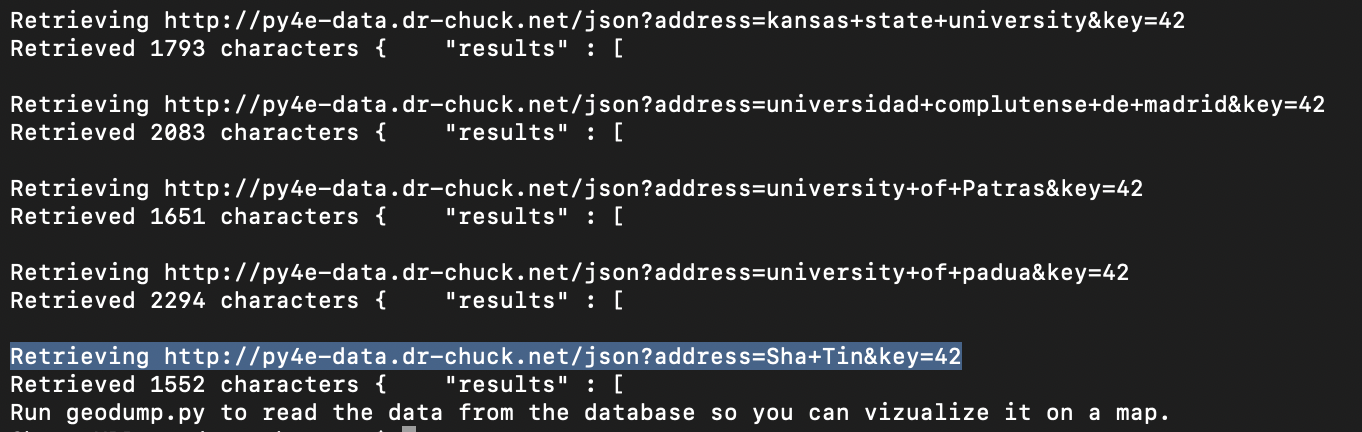 Retrieving http://py4e-data.dr-chuck.net/json?address=kansas+state+university&key=42
Retrieved 1793 characters {    "results" : [
Retrieving http://py4e-data.dr-chuck.net/json?address=universidad+complutense+de+madrid&key=42
Retrieved 2083 characters {    "results" : [
Retrieving http://py4e-data.dr-chuck.net/json?address=university+of+Patras&key=42
Retrieved 1651 characters {    "results" : [
Retrieving http://py4e-data.dr-chuck.net/json?address=university+of+padua&key=42
Retrieved 2294 characters {    "results" : [
Retrieving http://py4e-data.dr-chuck.net/json?address=Sha+Tin&key=42
Retrieved 1552 characters {    "results" : [
Run geodump.py to read the data from the database so you can vizualize it on a map.